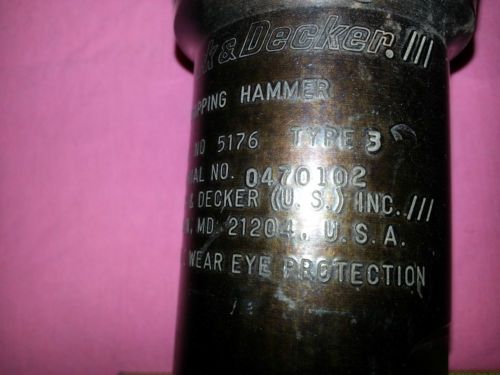 k & Decker. ///
PPING HAMMER
NO 5176 TYPE 3
AL NO. 0470102
& DECKER (U.S.) INC. ///
N, MD. 21204, U.S.A.
WEAR EYE PROTECTION